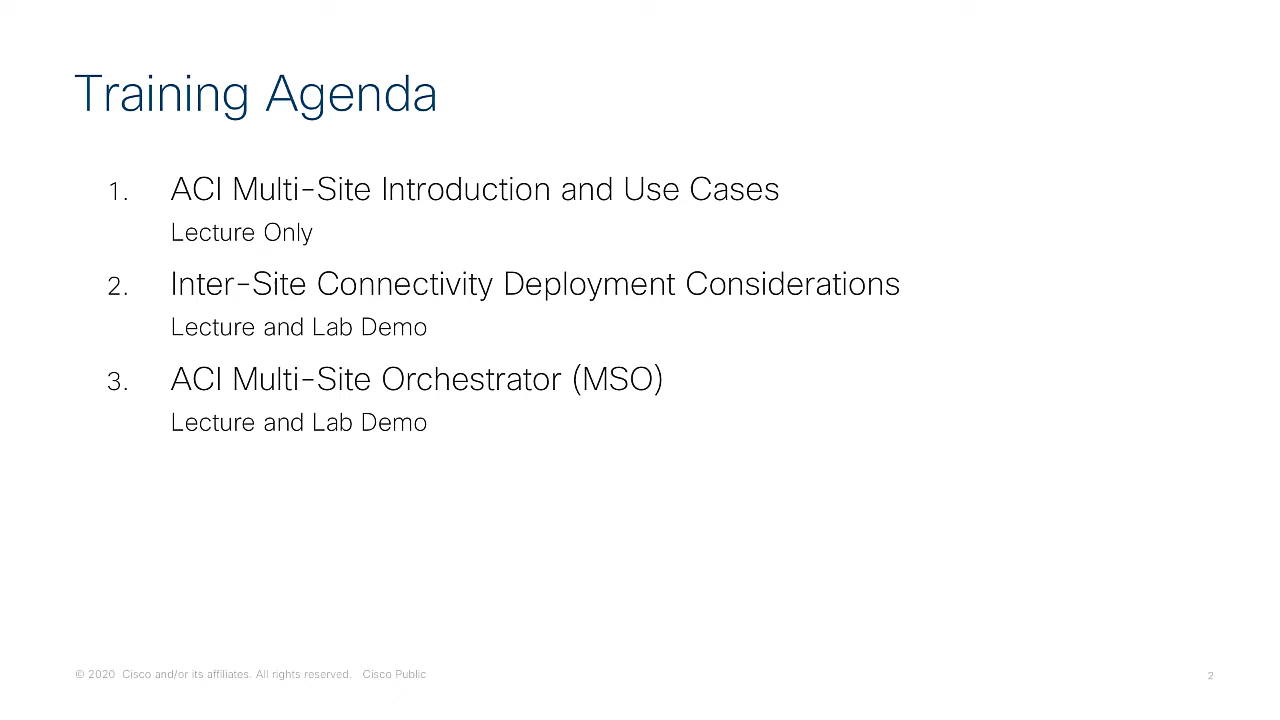 Training Agenda
1. ACI Multi-Site Introduction and Use Cases
Lecture Only
2. Inter-Site Connectivity Deployment Considerations
Lecture and Lab Demo
3. ACI Multi-Site Orchestrator (MSO)
Lecture and Lab Demo
© 2020 Cisco and/or its affiliates. All rights reserved. Cisco Public
2